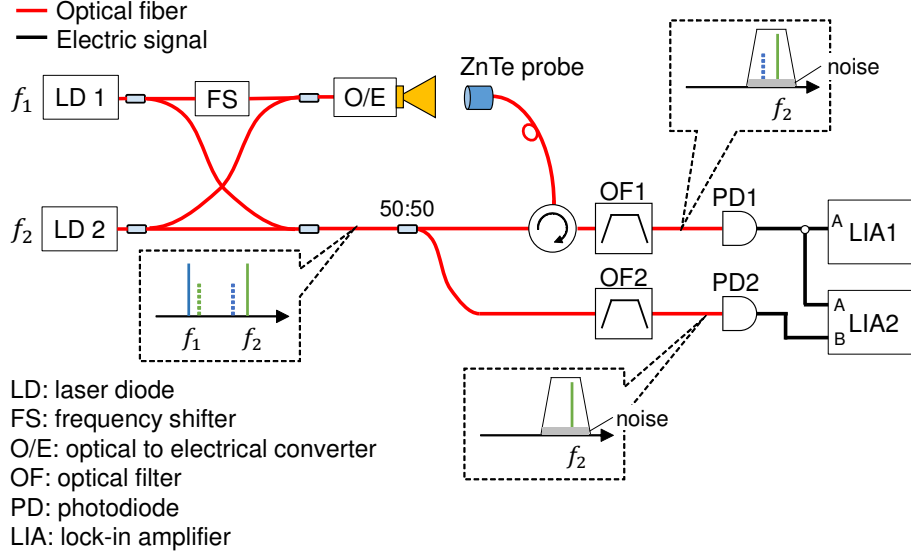 Optical fiber
Electric signal
noise
f₂
ZnTe probe
f₁ LD 1
FS
O/E
f₂ LD 2
50:50
OF1
PD1
A LIA1
OF2
PD2
A
B
LIA2
f₁ f₂
noise
f₂
LD: laser diode
FS: frequency shifter
O/E: optical to electrical converter
OF: optical filter
PD: photodiode
LIA: lock-in amplifier